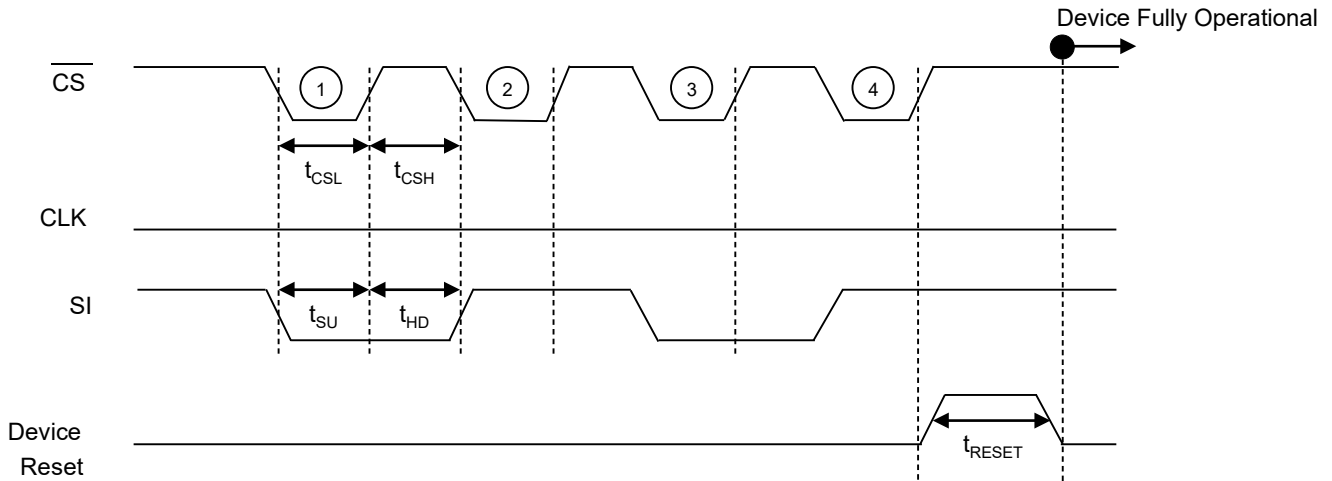 Device Fully Operational
CS
1
2
3
4
tCSL
tCSH
CLK
SI
tSU
tHD
Device
Reset
tRESET